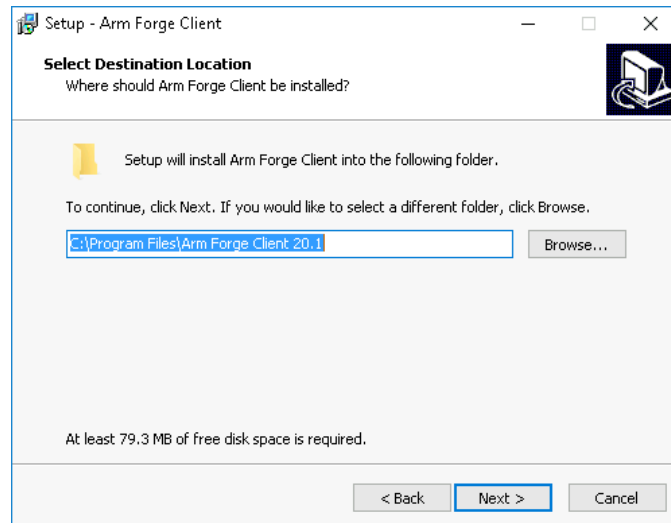 Setup - Arm Forge Client
Select Destination Location
Where should Arm Forge Client be installed?
Setup will install Arm Forge Client into the following folder.
To continue, click Next. If you would like to select a different folder, click Browse.
C:\Program Files\Arm Forge Client 20.1
Browse...
At least 79.3 MB of free disk space is required.
< Back
Next >
Cancel